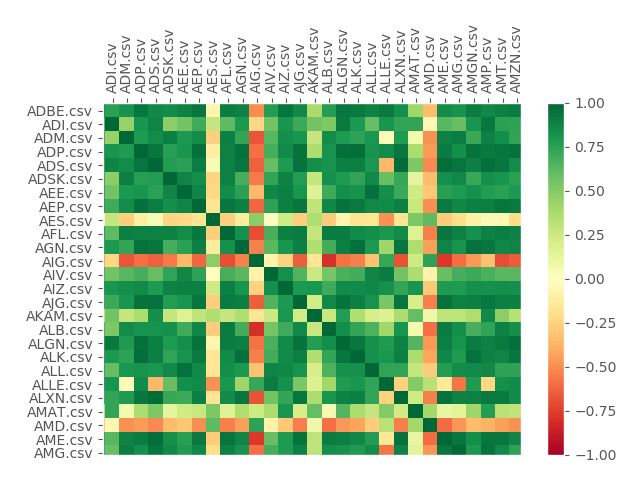 ADI.csv
ADM.csv
ADP.csv
ADS.csv
ADSK.csv
AEE.csv
AEP.csv
AES.csv
AFL.csv
AGN.csv
AIG.csv
AIV.csv
AIZ.csv
AJG.csv
AKAM.csv
ALB.csv
ALGN.csv
ALK.csv
ALL.csv
ALLE.csv
ALXN.csv
AMAT.csv
AMD.csv
AME.csv
AMG.csv
AMGN.csv
AMP.csv
AMT.csv
AMZN.csv
ADBE.csv
ADI.csv
ADM.csv
ADP.csv
ADS.csv
ADSK.csv
AEE.csv
AEP.csv
AES.csv
AFL.csv
AGN.csv
AIG.csv
AIV.csv
AIZ.csv
AJG.csv
AKAM.csv
ALB.csv
ALGN.csv
ALK.csv
ALL.csv
ALLE.csv
ALXN.csv
AMAT.csv
AMD.csv
AME.csv
AMG.csv
1.00
0.75
0.50
0.25
0.00
−0.25
−0.50
−0.75
−1.00